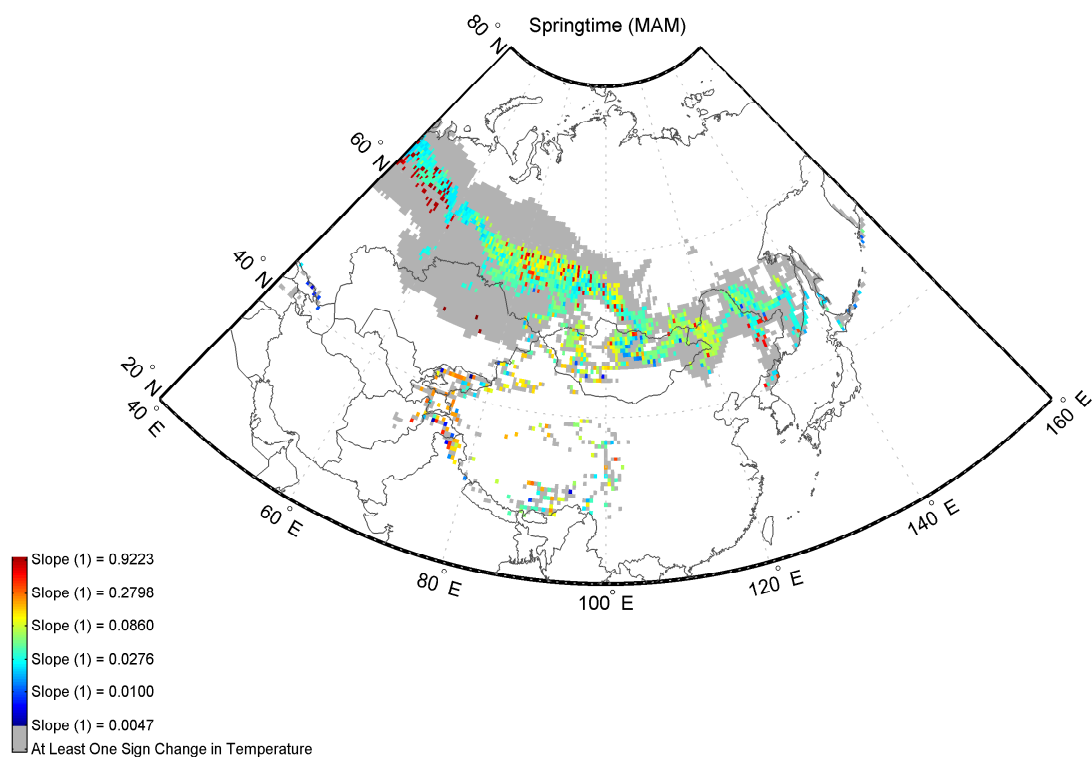 Springtime (MAM)
80 °N
60 °N
40 °N
20 °N
40 °E
60 °E
80 °E
100 °E
120 °E
140 °E
160 °E
Slope (1) = 0.9223
Slope (1) = 0.2798
Slope (1) = 0.0860
Slope (1) = 0.0276
Slope (1) = 0.0100
Slope (1) = 0.0047
At Least One Sign Change in Temperature